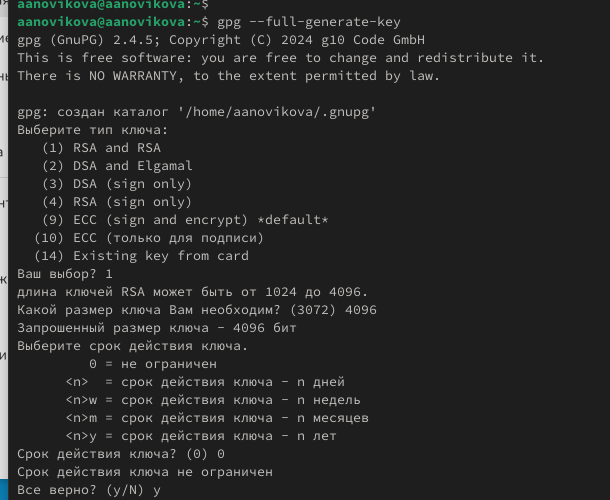 aanovikova@aanovikova:~$
aanovikova@aanovikova:~$ gpg --full-generate-key
gpg (GnuPG) 2.4.5; Copyright (C) 2024 g10 Code GmbH
This is free software: you are free to change and redistribute it.
There is NO WARRANTY, to the extent permitted by law.
gpg: создан каталог '/home/aanovikova/.gnupg'
Выберите тип ключа:
(1) RSA and RSA
(2) DSA and Elgamal
(3) DSA (sign only)
(4) RSA (sign only)
(9) ECC (sign and encrypt) *default*
(10) ECC (только для подписи)
(14) Existing key from card
Ваш выбор? 1
длина ключей RSA может быть от 1024 до 4096.
Какой размер ключа Вам необходим? (3072) 4096
Запрошенный размер ключа - 4096 бит
Выберите срок действия ключа.
0 = не ограничен
<n>  = срок действия ключа - n дней
<n>w = срок действия ключа - n недель
<n>m = срок действия ключа - n месяцев
<n>y = срок действия ключа - n лет
Срок действия ключа? (0) 0
Срок действия ключа не ограничен
Все верно? (y/N) y